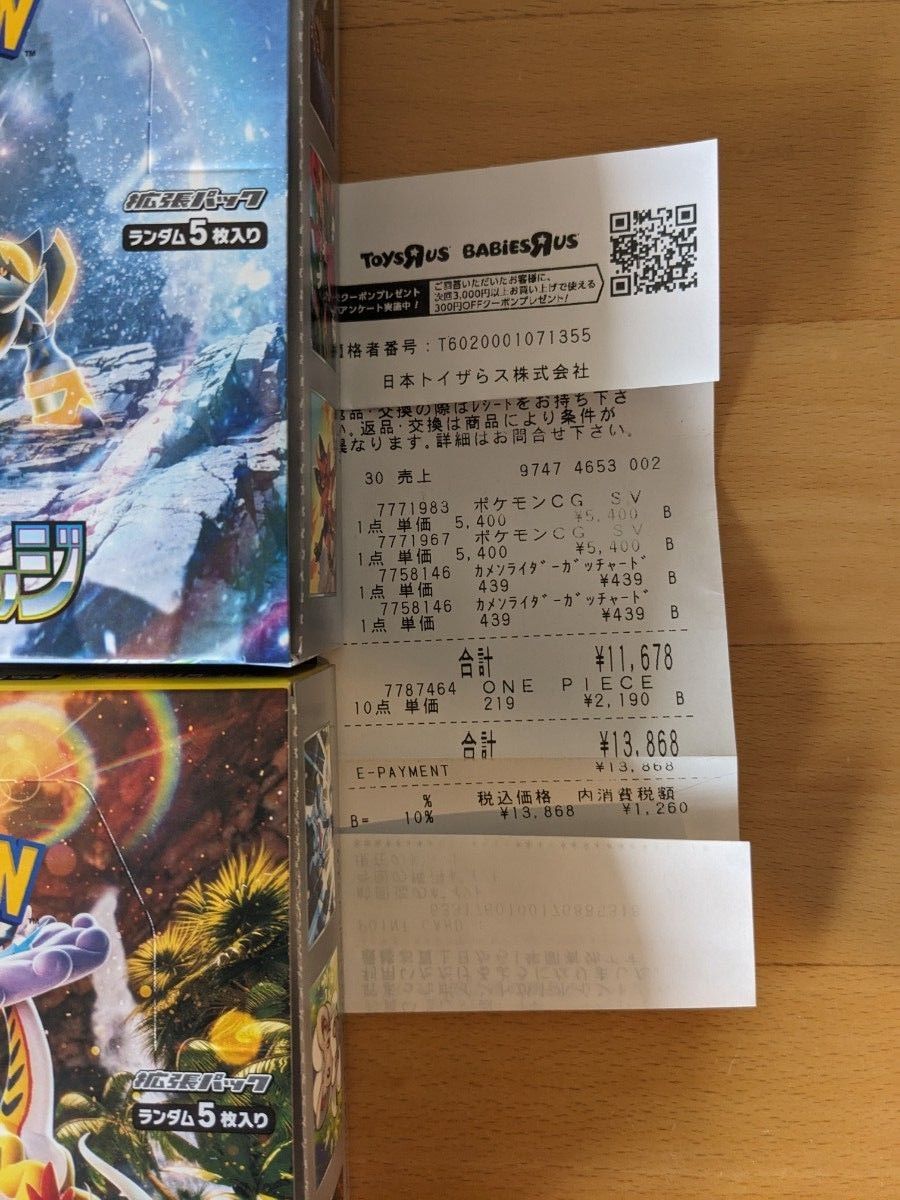 拡張パック
ランダム5枚入り
ジ
拡張パック
ランダム5枚入り
TOYSЯUS BABIESЯUS
クーポンプレゼント
アンケート実施中!
ご回答いただいたお客様に、
次回3,000円以上お買い上げで使える
300円OFFクーポンプレゼント!
格者番号:T6020001071355
日本トイザらス株式会社
品・交換の際はレシートをお持ち下さ
い。返品・交換は商品により条件が
異なります。詳細はお問合せ下さい。
30 売上 9747 4653 002
7771983 ポケモンCG SV
1点 単価 5,400 ¥5,400 B
7771967 ポケモンCG SV
1点 単価 5,400 ¥5,400 B
7758146 カメンライダーガッチャード
1点 単価 439 ¥439 B
7758146 カメンライダーガッチャード
1点 単価 439 ¥439 B
合計 ¥11,678
7787464 ONE PIECE
10点 単価 219 ¥2,190 B
合計 ¥13,868
E-PAYMENT ¥13,868
% 税込価格 内消費税額
B= 10% ¥13,868 ¥1,260
POINT CARD